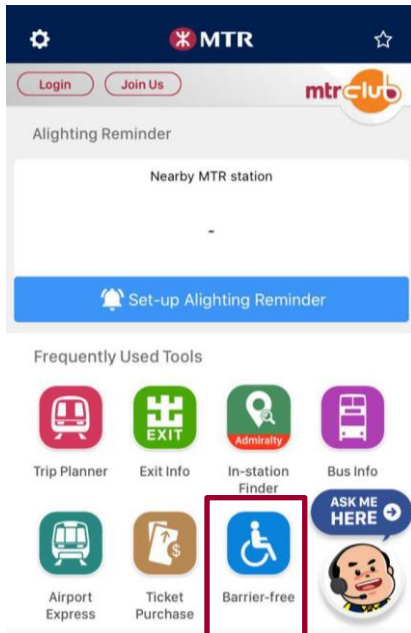 MTR
Login Join Us mtr club
Alighting Reminder
Nearby MTR station
-
Set-up Alighting Reminder
Frequently Used Tools
EXIT
Admiralty
Trip Planner Exit Info In-station Finder Bus Info
ASK ME
HERE
$
Airport Express Ticket Purchase Barrier-free